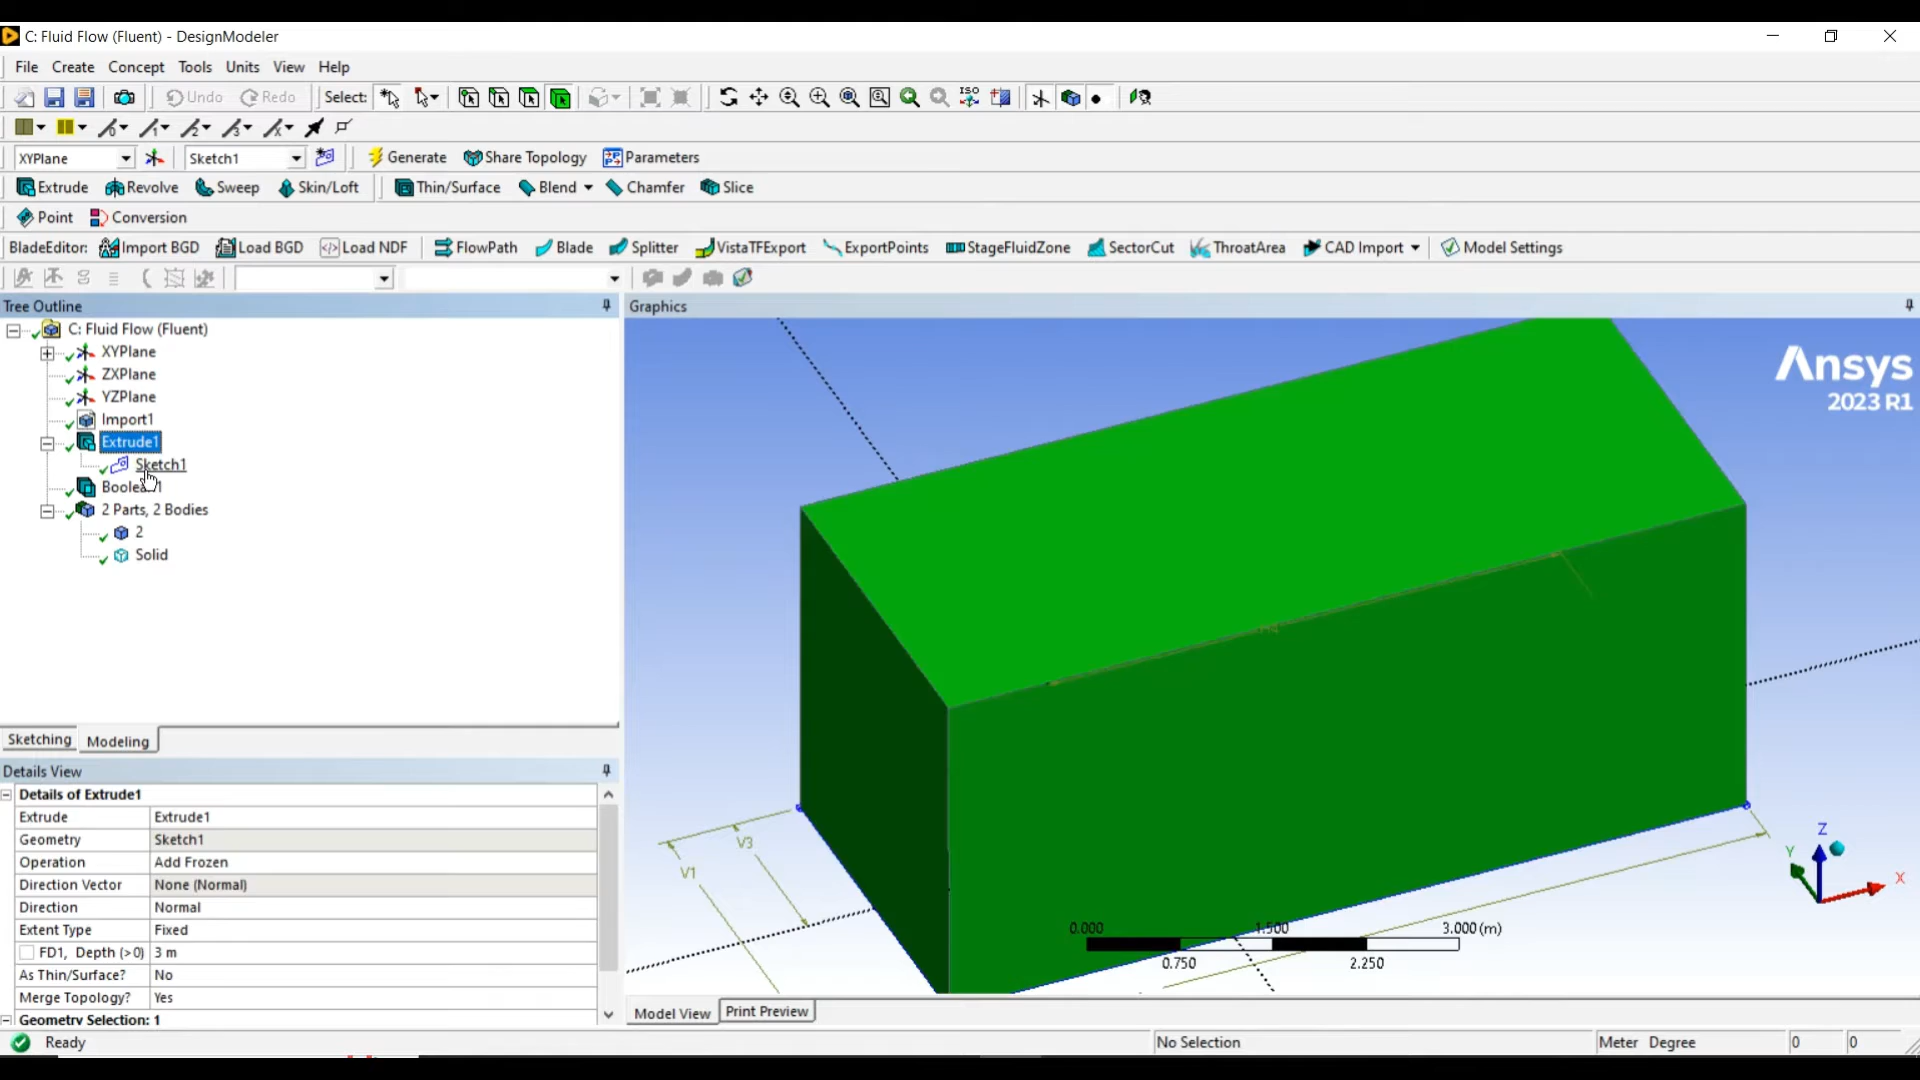 C: Fluid Flow (Fluent) - DesignModeler
File Create Concept Tools Units View Help
Undo Redo Select: ISO
XYPlane Sketch1 Generate Share Topology Parameters
Extrude Revolve Sweep Skin/Loft Thin/Surface Blend Chamfer Slice
Point Conversion
BladeEditor: Import BGD Load BGD Load NDF FlowPath Blade Splitter VistaTFExport ExportPoints StageFluidZone SectorCut ThroatArea CAD Import Model Settings
Tree Outline
C: Fluid Flow (Fluent)
XYPlane
ZXPlane
YZPlane
Import1
Extrude1
Sketch1
Boolean1
2 Parts, 2 Bodies
2
Solid
Sketching Modeling
Details View
Details of Extrude1
Extrude Extrude1
Geometry Sketch1
Operation Add Frozen
Direction Vector None (Normal)
Direction Normal
Extent Type Fixed
FD1, Depth (>0) 3 m
As Thin/Surface? No
Merge Topology? Yes
Geometry Selection: 1
Graphics
Ansys
2023 R1
H4
V3
V1
Z
Y
X
0.000 1.500 3.000 (m)
0.750 2.250
Model View Print Preview
Ready No Selection Meter Degree 0 0